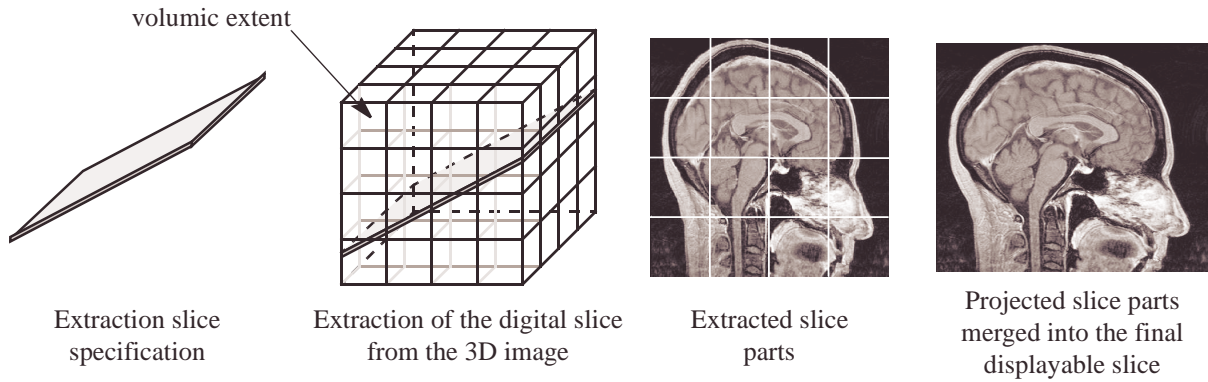 volumic extent
Extraction slice
specification
Extraction of the digital slice
from the 3D image
Extracted slice
parts
Projected slice parts
merged into the final
displayable slice